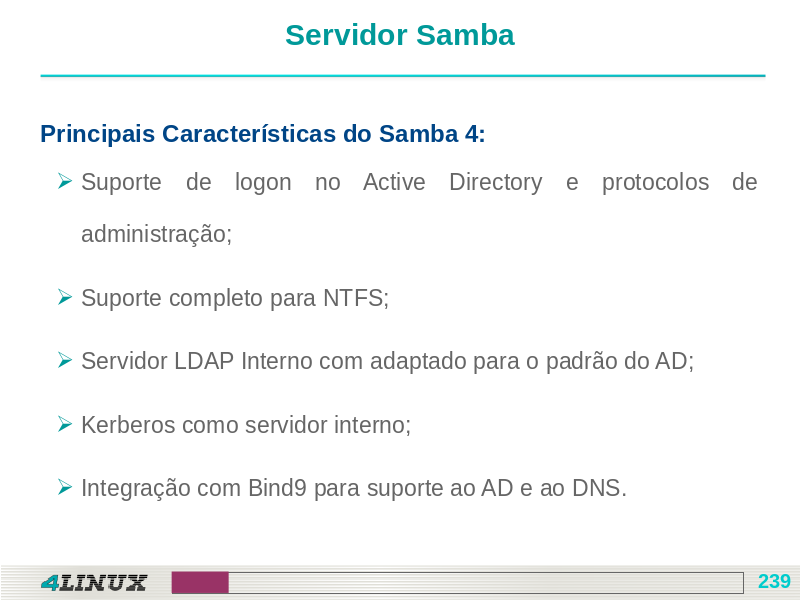 Servidor Samba
Principais Características do Samba 4:
Suporte de logon no Active Directory e protocolos de
administração;
Suporte completo para NTFS;
Servidor LDAP Interno com adaptado para o padrão do AD;
Kerberos como servidor interno;
Integração com Bind9 para suporte ao AD e ao DNS.
4LINUX
239